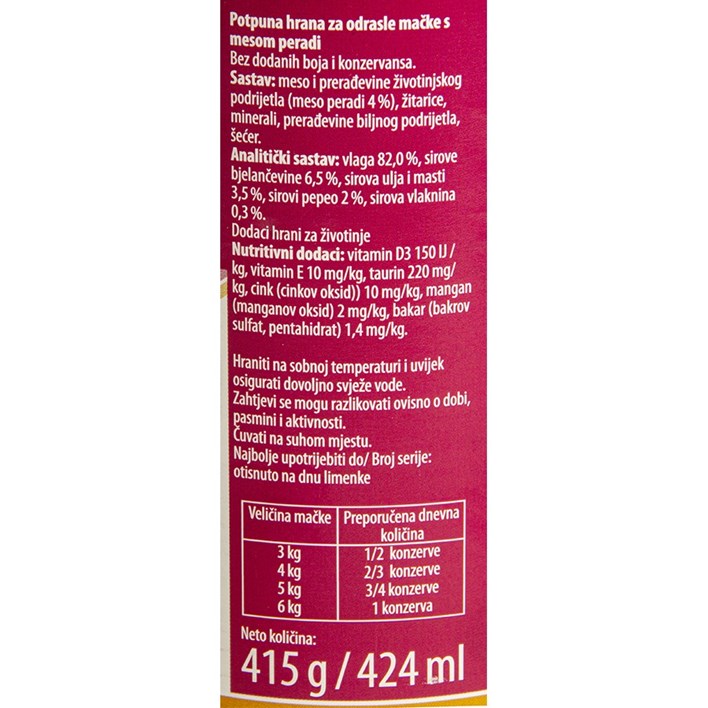 Potpuna hrana za odrasle mačke s
mesom peradi
Bez dodanih boja i konzervansa.
Sastav: meso i prerađevine životinjskog
podrijetla (meso peradi 4 %), žitarice,
minerali, prerađevine biljnog podrijetla,
šećer.
Analitički sastav: vlaga 82,0 %, sirove
bjelančevine 6,5 %, sirova ulja i masti
3,5 %, sirovi pepeo 2 %, sirova vlaknina
0,3 %.
Dodaci hrani za životinje
Nutritivni dodaci: vitamin D3 150 IJ /
kg, vitamin E 10 mg/kg, taurin 220 mg/
kg, cink (cinkov oksid)) 10 mg/kg, mangan
(manganov oksid) 2 mg/kg, bakar (bakrov
sulfat, pentahidrat) 1,4 mg/kg.
Hraniti na sobnoj temperaturi i uvijek
osigurati dovoljno svježe vode.
Zahtjevi se mogu razlikovati ovisno o dobi,
pasmini i aktivnosti.
Čuvati na suhom mjestu.
Najbolje upotrijebiti do/ Broj serije:
otisnuto na dnu limenke
Veličina mačke Preporučena dnevna
količina
3 kg 1/2 konzerve
4 kg 2/3 konzerve
5 kg 3/4 konzerve
6 kg 1 konzerva
Neto količina:
415 g / 424 ml